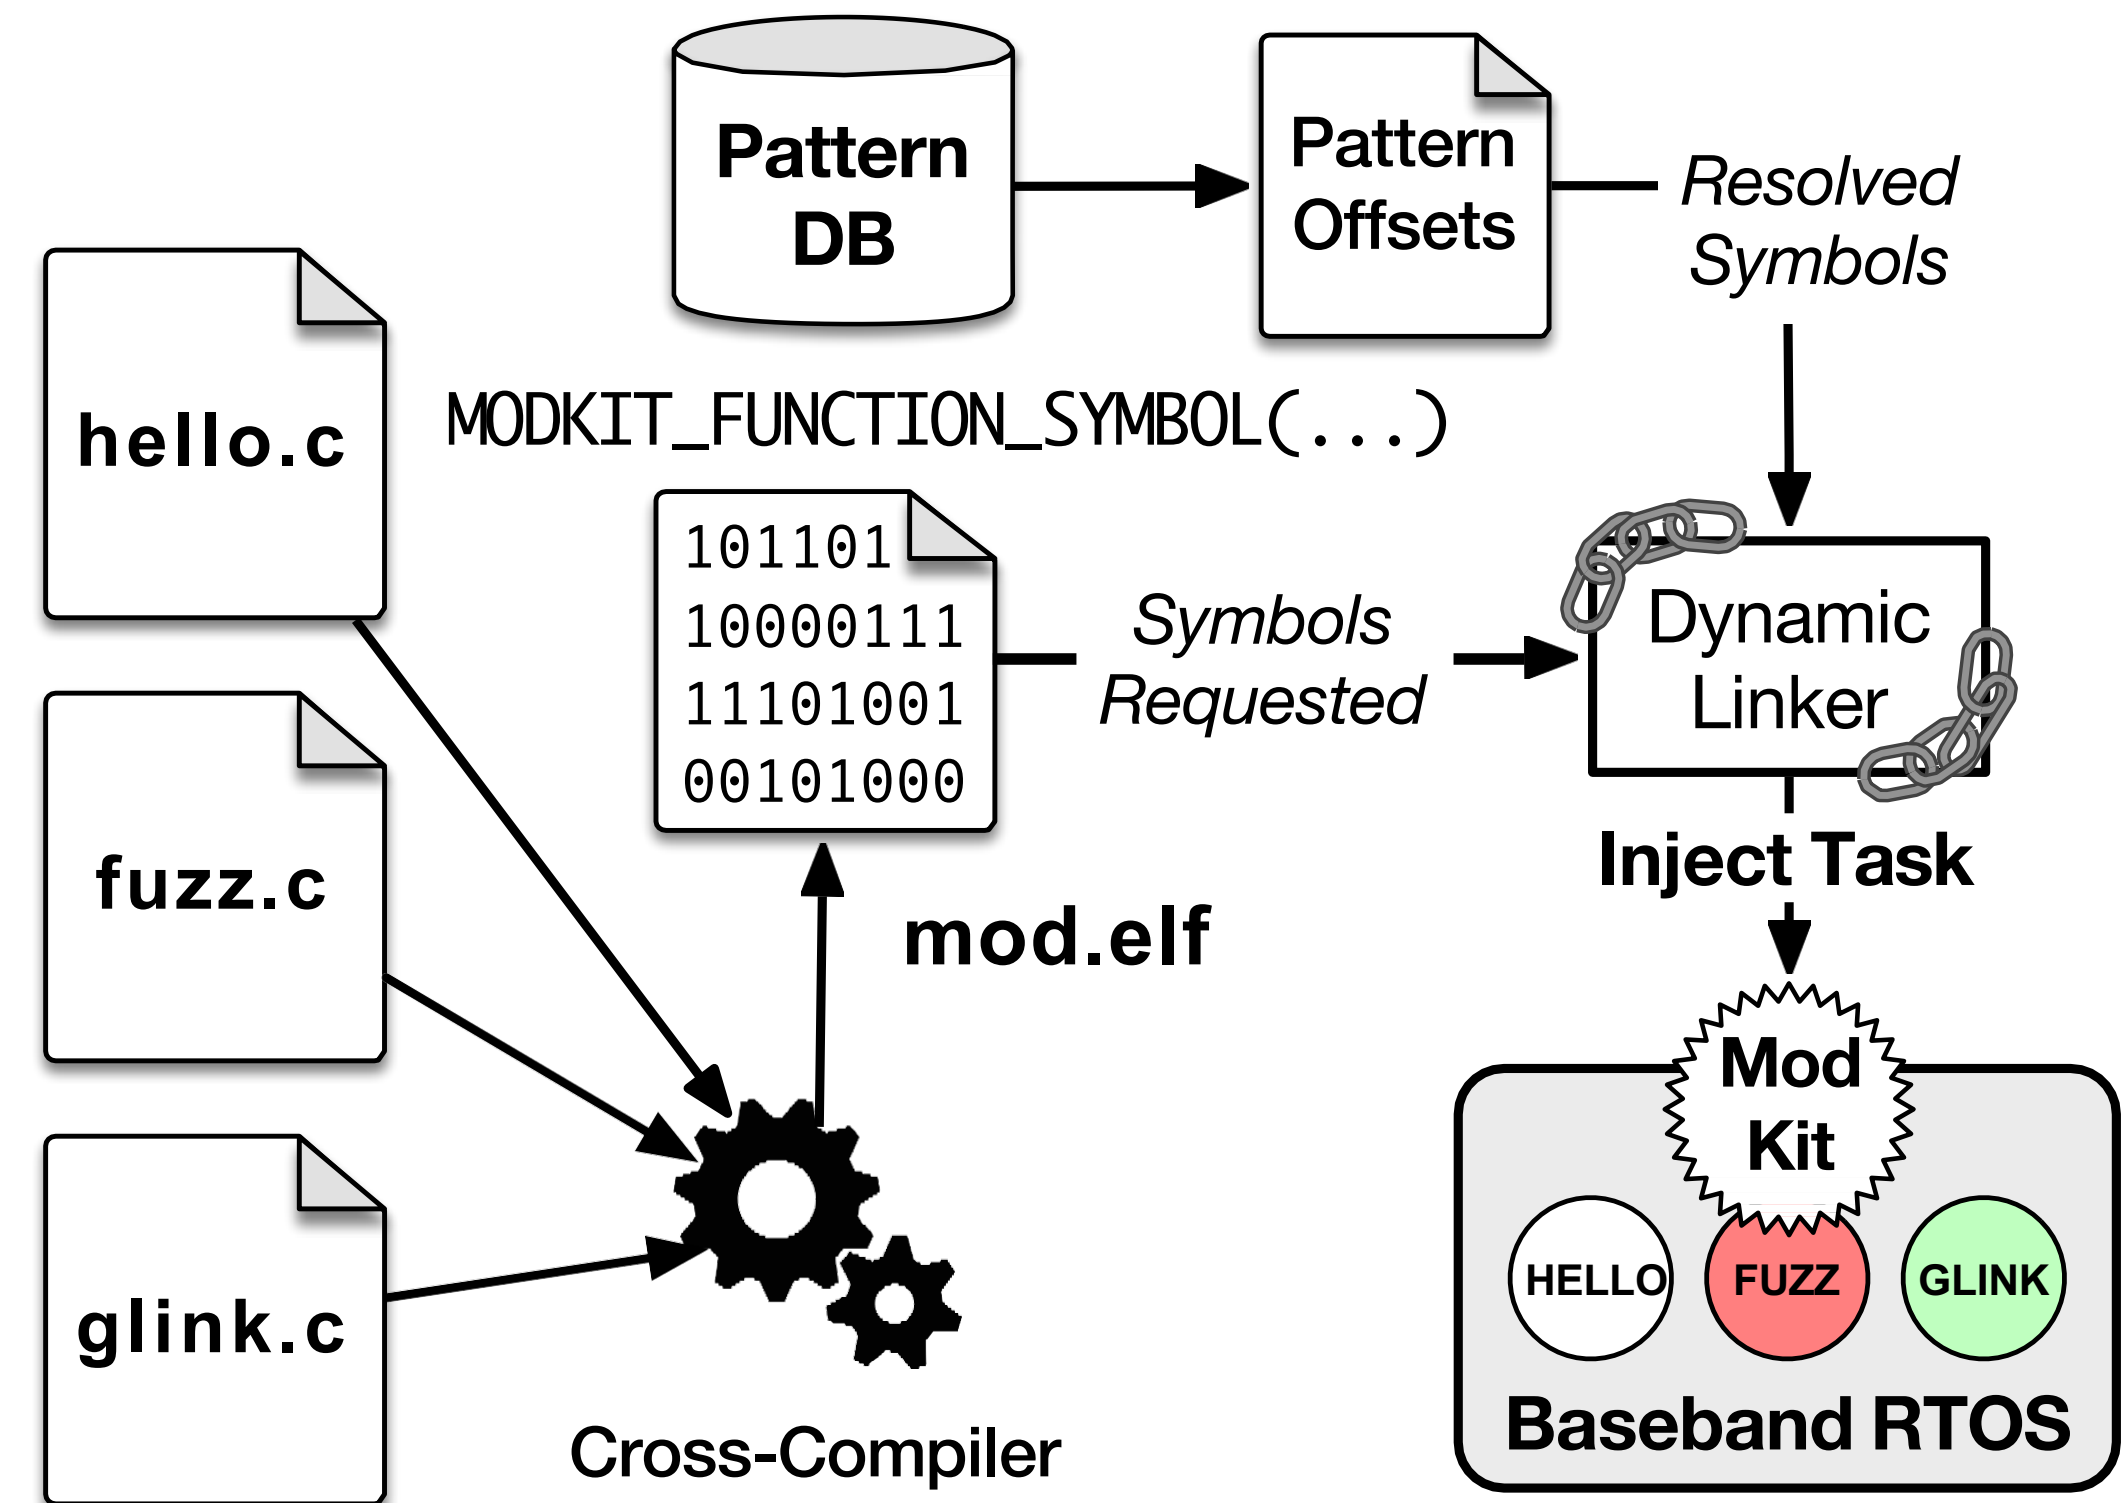 Pattern
DB
Pattern
Offsets
Resolved
Symbols
hello.c
MODKIT_FUNCTION_SYMBOL(...)
101101
10000111
11101001
00101000
Symbols
Requested
Dynamic
Linker
fuzz.c
mod.elf
Inject Task
Mod
Kit
glink.c
HELLO
FUZZ
GLINK
Baseband RTOS
Cross-Compiler